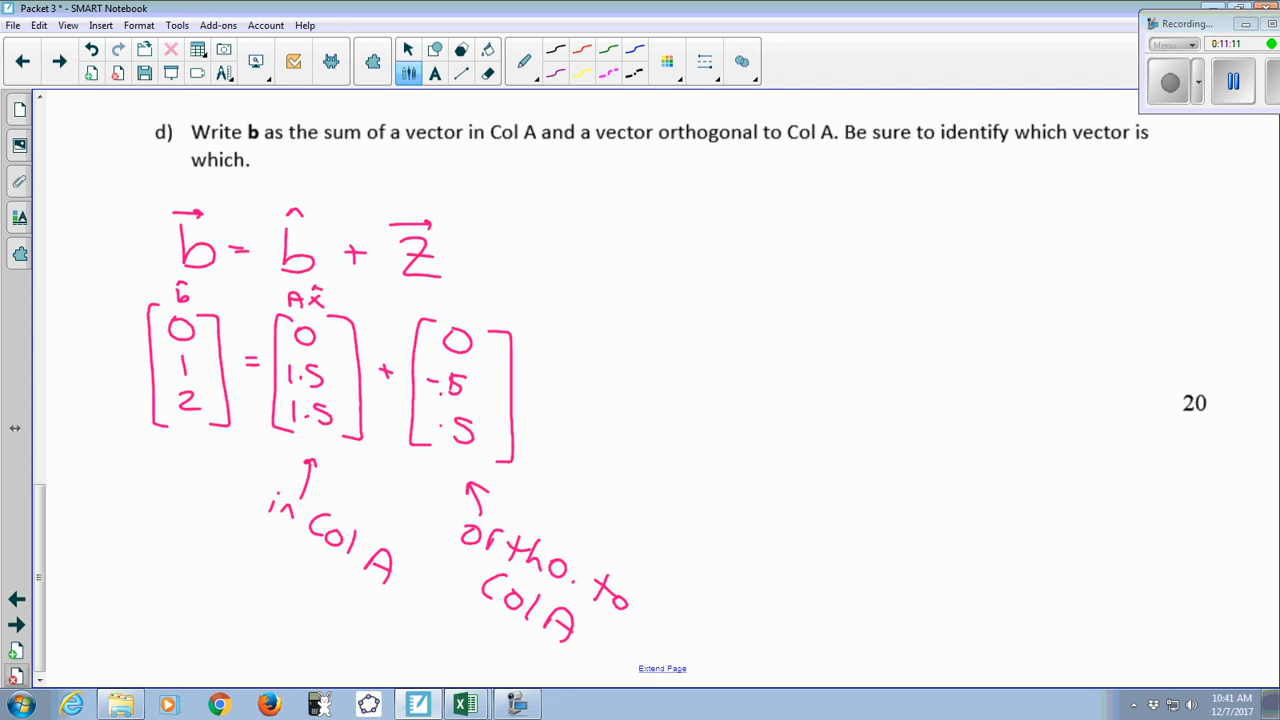 Packet 3 * - SMART Notebook
File Edit View Insert Format Tools Add-ons Account Help
Recording...
Menu
0:11:11
d) Write b as the sum of a vector in Col A and a vector orthogonal to Col A. Be sure to identify which vector is
which.
b⃗ = b̂ + z⃗
b̂ Ax̂
[0 1 2] = [0 1.5 1.5] + [0 -.5 .5]
20
in Col A
ortho. to
Col A
Extend Page
10:41 AM
12/7/2017